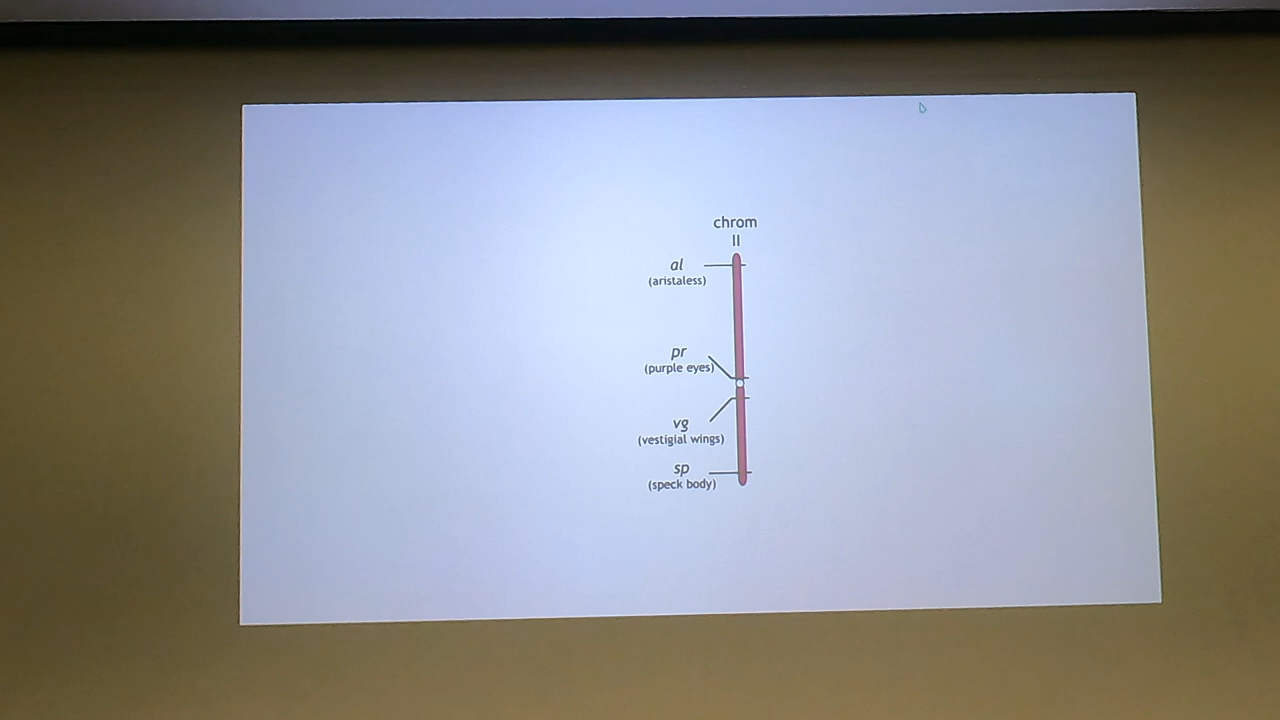 chrom
II
al
(aristaless)
pr
(purple eyes)
vg
(vestigial wings)
sp
(speck body)